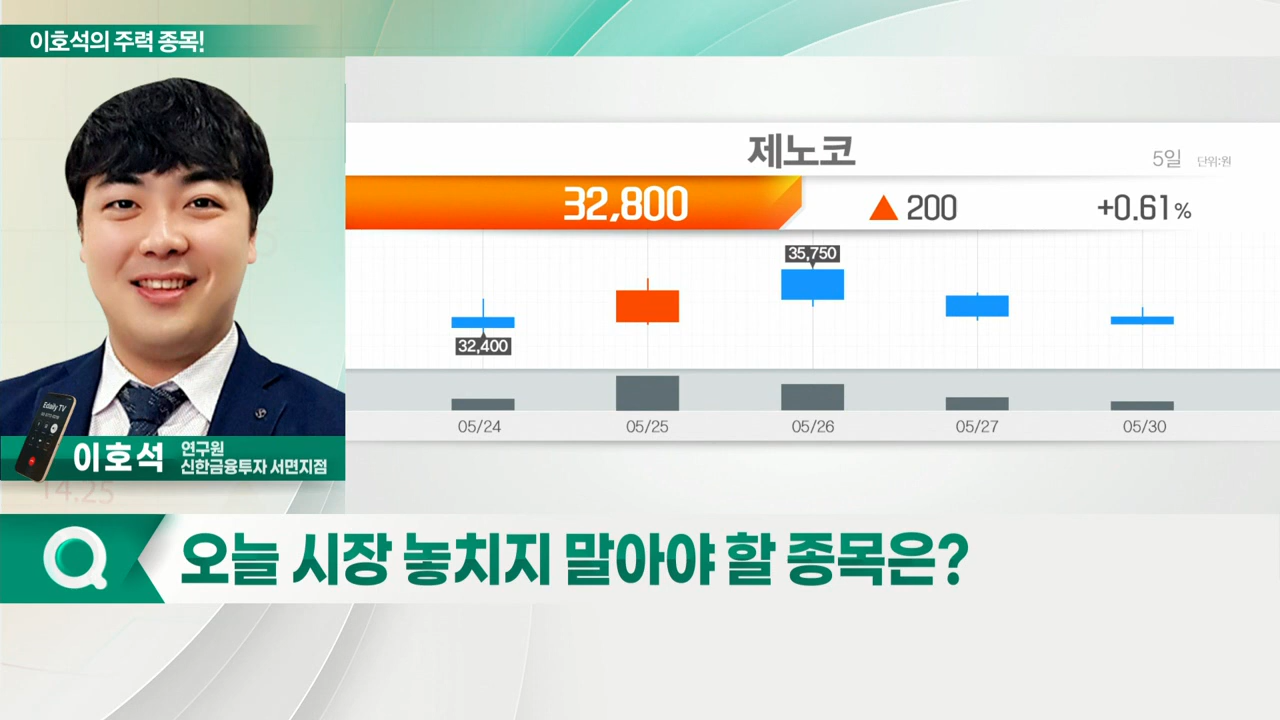 이호석의 주력 종목!
제노코
5일 단위:원
32,800 ▲ 200 +0.61%
35,750
32,400
05/24 05/25 05/26 05/27 05/30
Edaily TV
이호석 연구원
신한금융투자 서면지점
14.25
오늘 시장 놓치지 말아야 할 종목은?